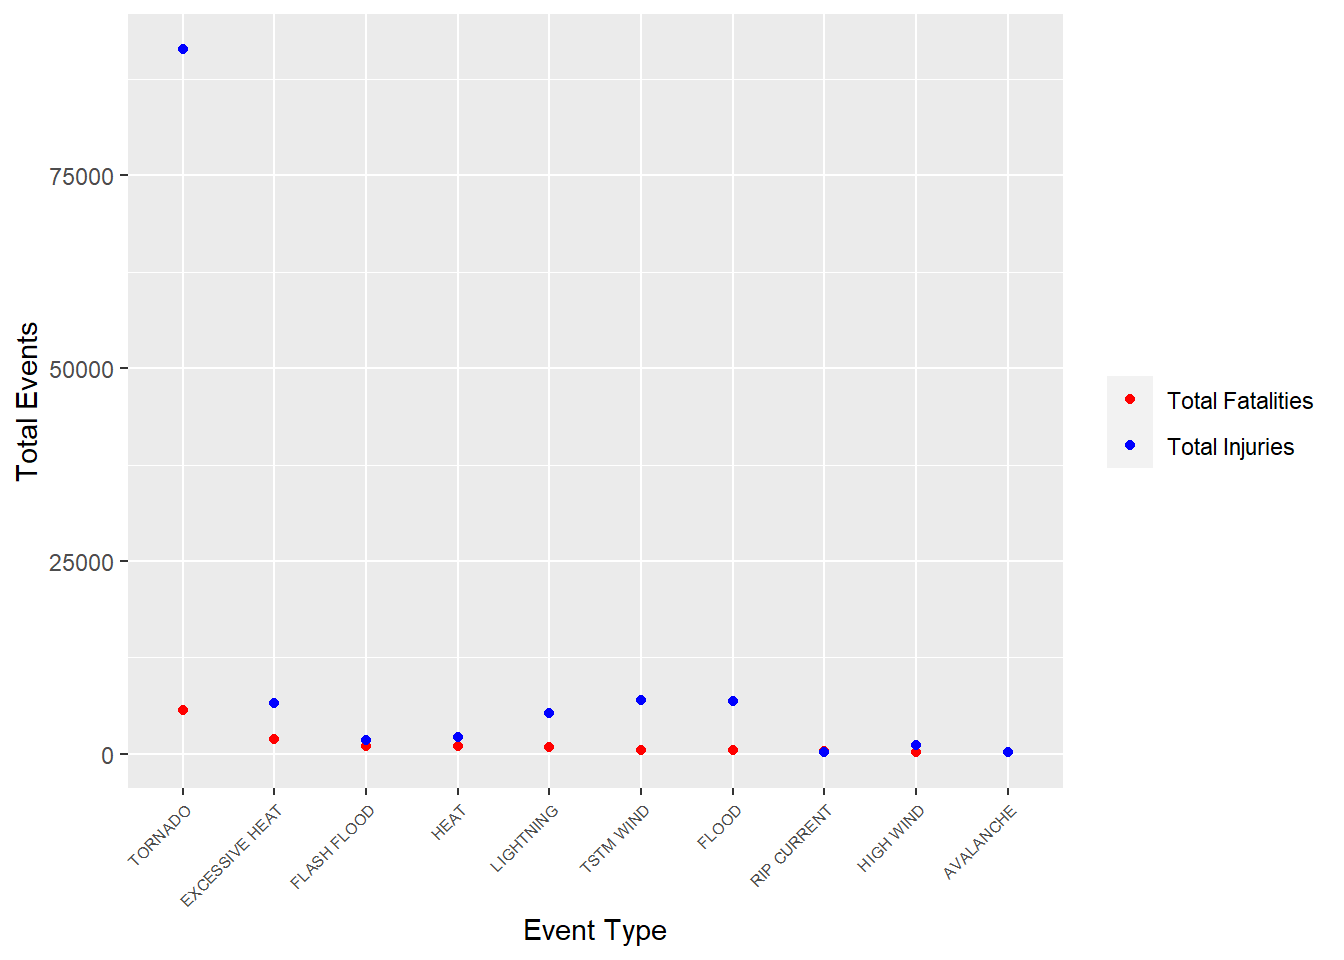 Total Events
75000
50000
25000
0
TORNADO
EXCESSIVE HEAT
FLASH FLOOD
HEAT
LIGHTNING
TSTM WIND
FLOOD
RIP CURRENT
HIGH WIND
AVALANCHE
Event Type
Total Fatalities
Total Injuries